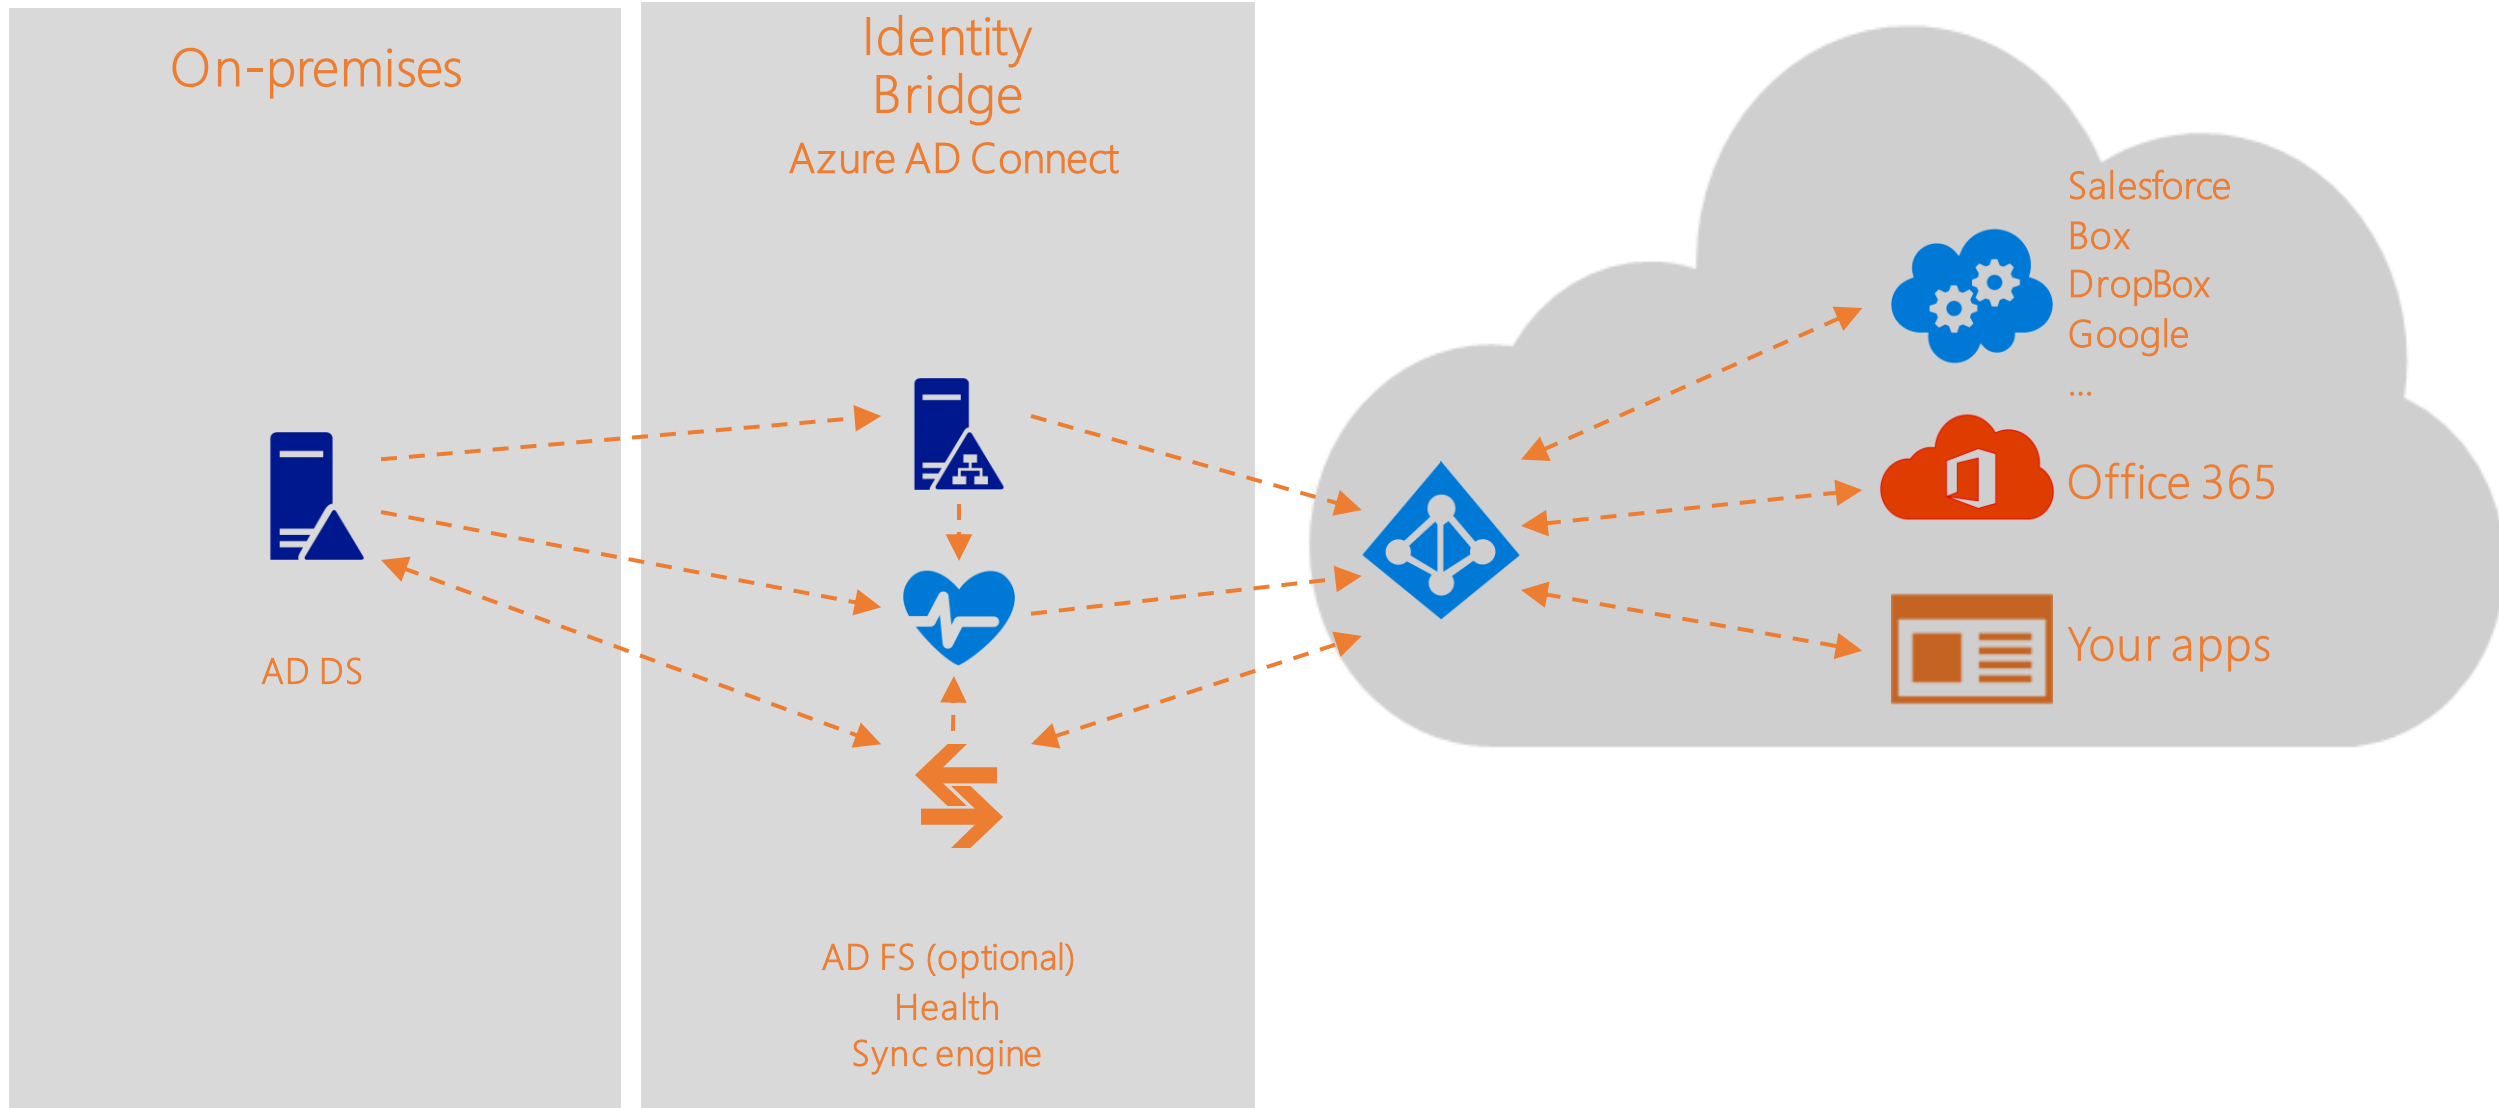 On-premises
AD DS
Identity
Bridge
Azure AD Connect
AD FS (optional)
Health
Sync engine
Salesforce
Box
DropBox
Google
...
Office 365
Your apps